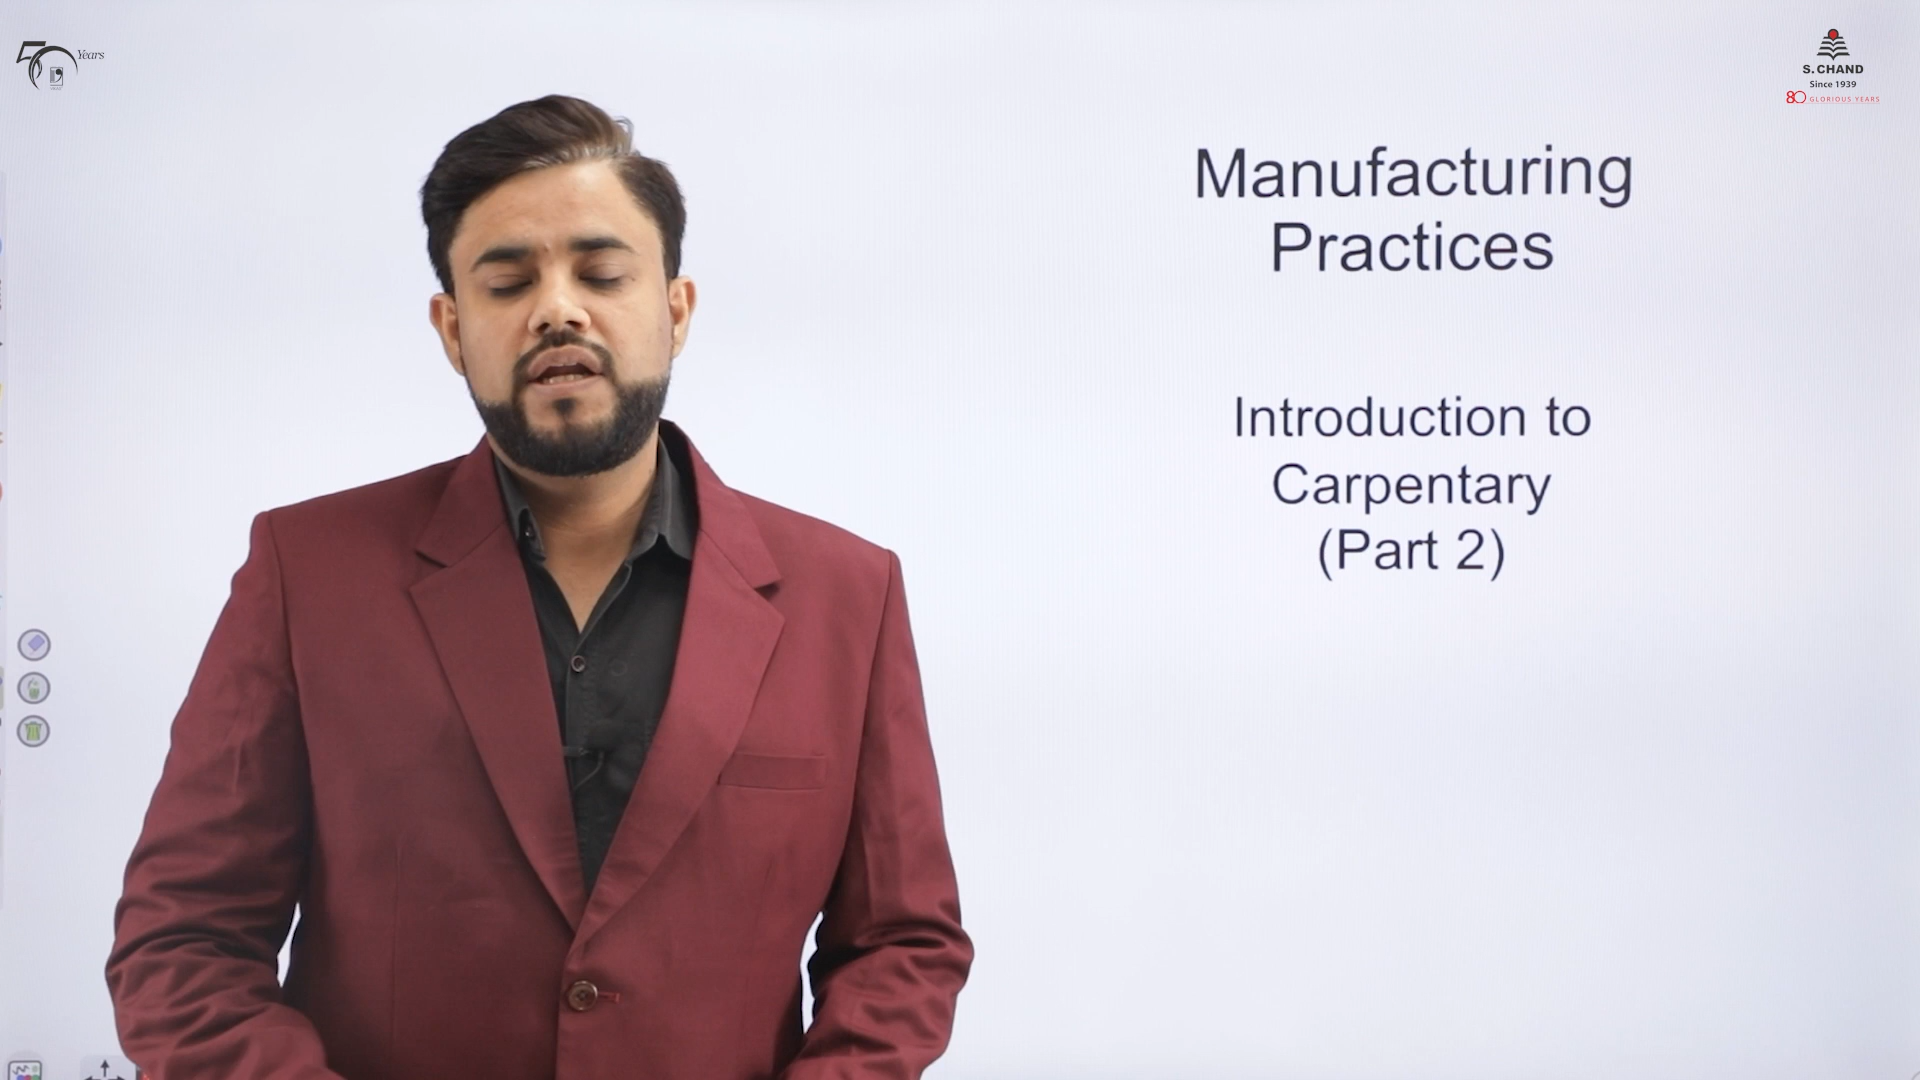 50 Years
S. CHAND
Since 1939
80 GLORIOUS YEARS
Manufacturing
Practices
Introduction to
Carpentary
(Part 2)